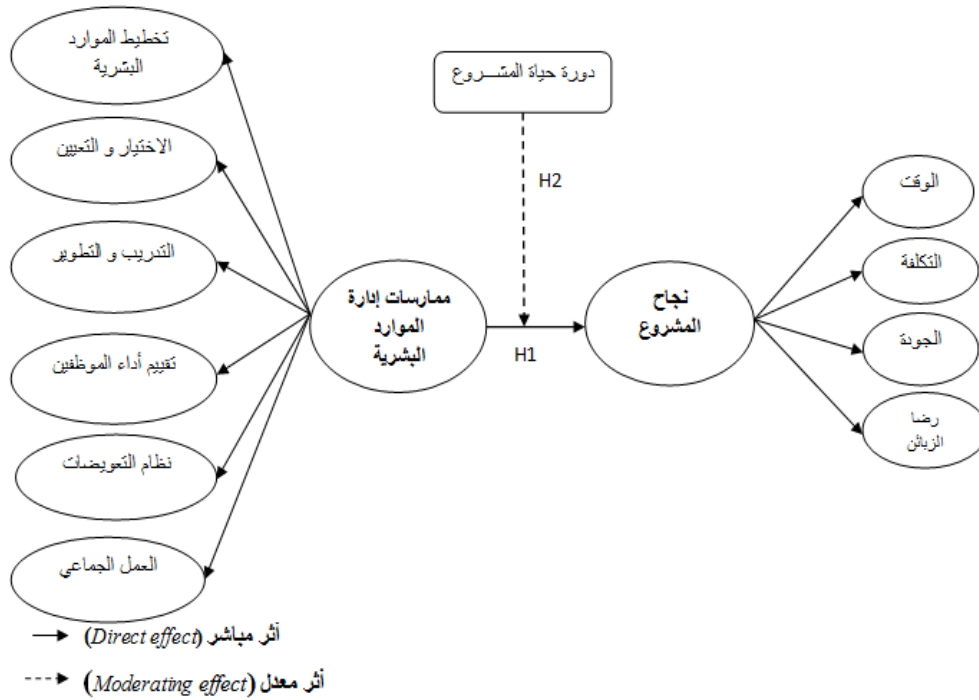 تخطيط الموارد
البشرية
الاختيار و التعيين
التدريب و التطوير
تقييم أداء الموظفين
نظام التعويضات
العمل الجماعي
ممارسات إدارة
الموارد
البشرية
دورة حياة المشـــروع
H2
H1
نجاح
المشروع
الوقت
التكلفة
الجودة
رضا
الزبائن
أثر مباشر (Direct effect)
أثر معدل (Moderating effect)